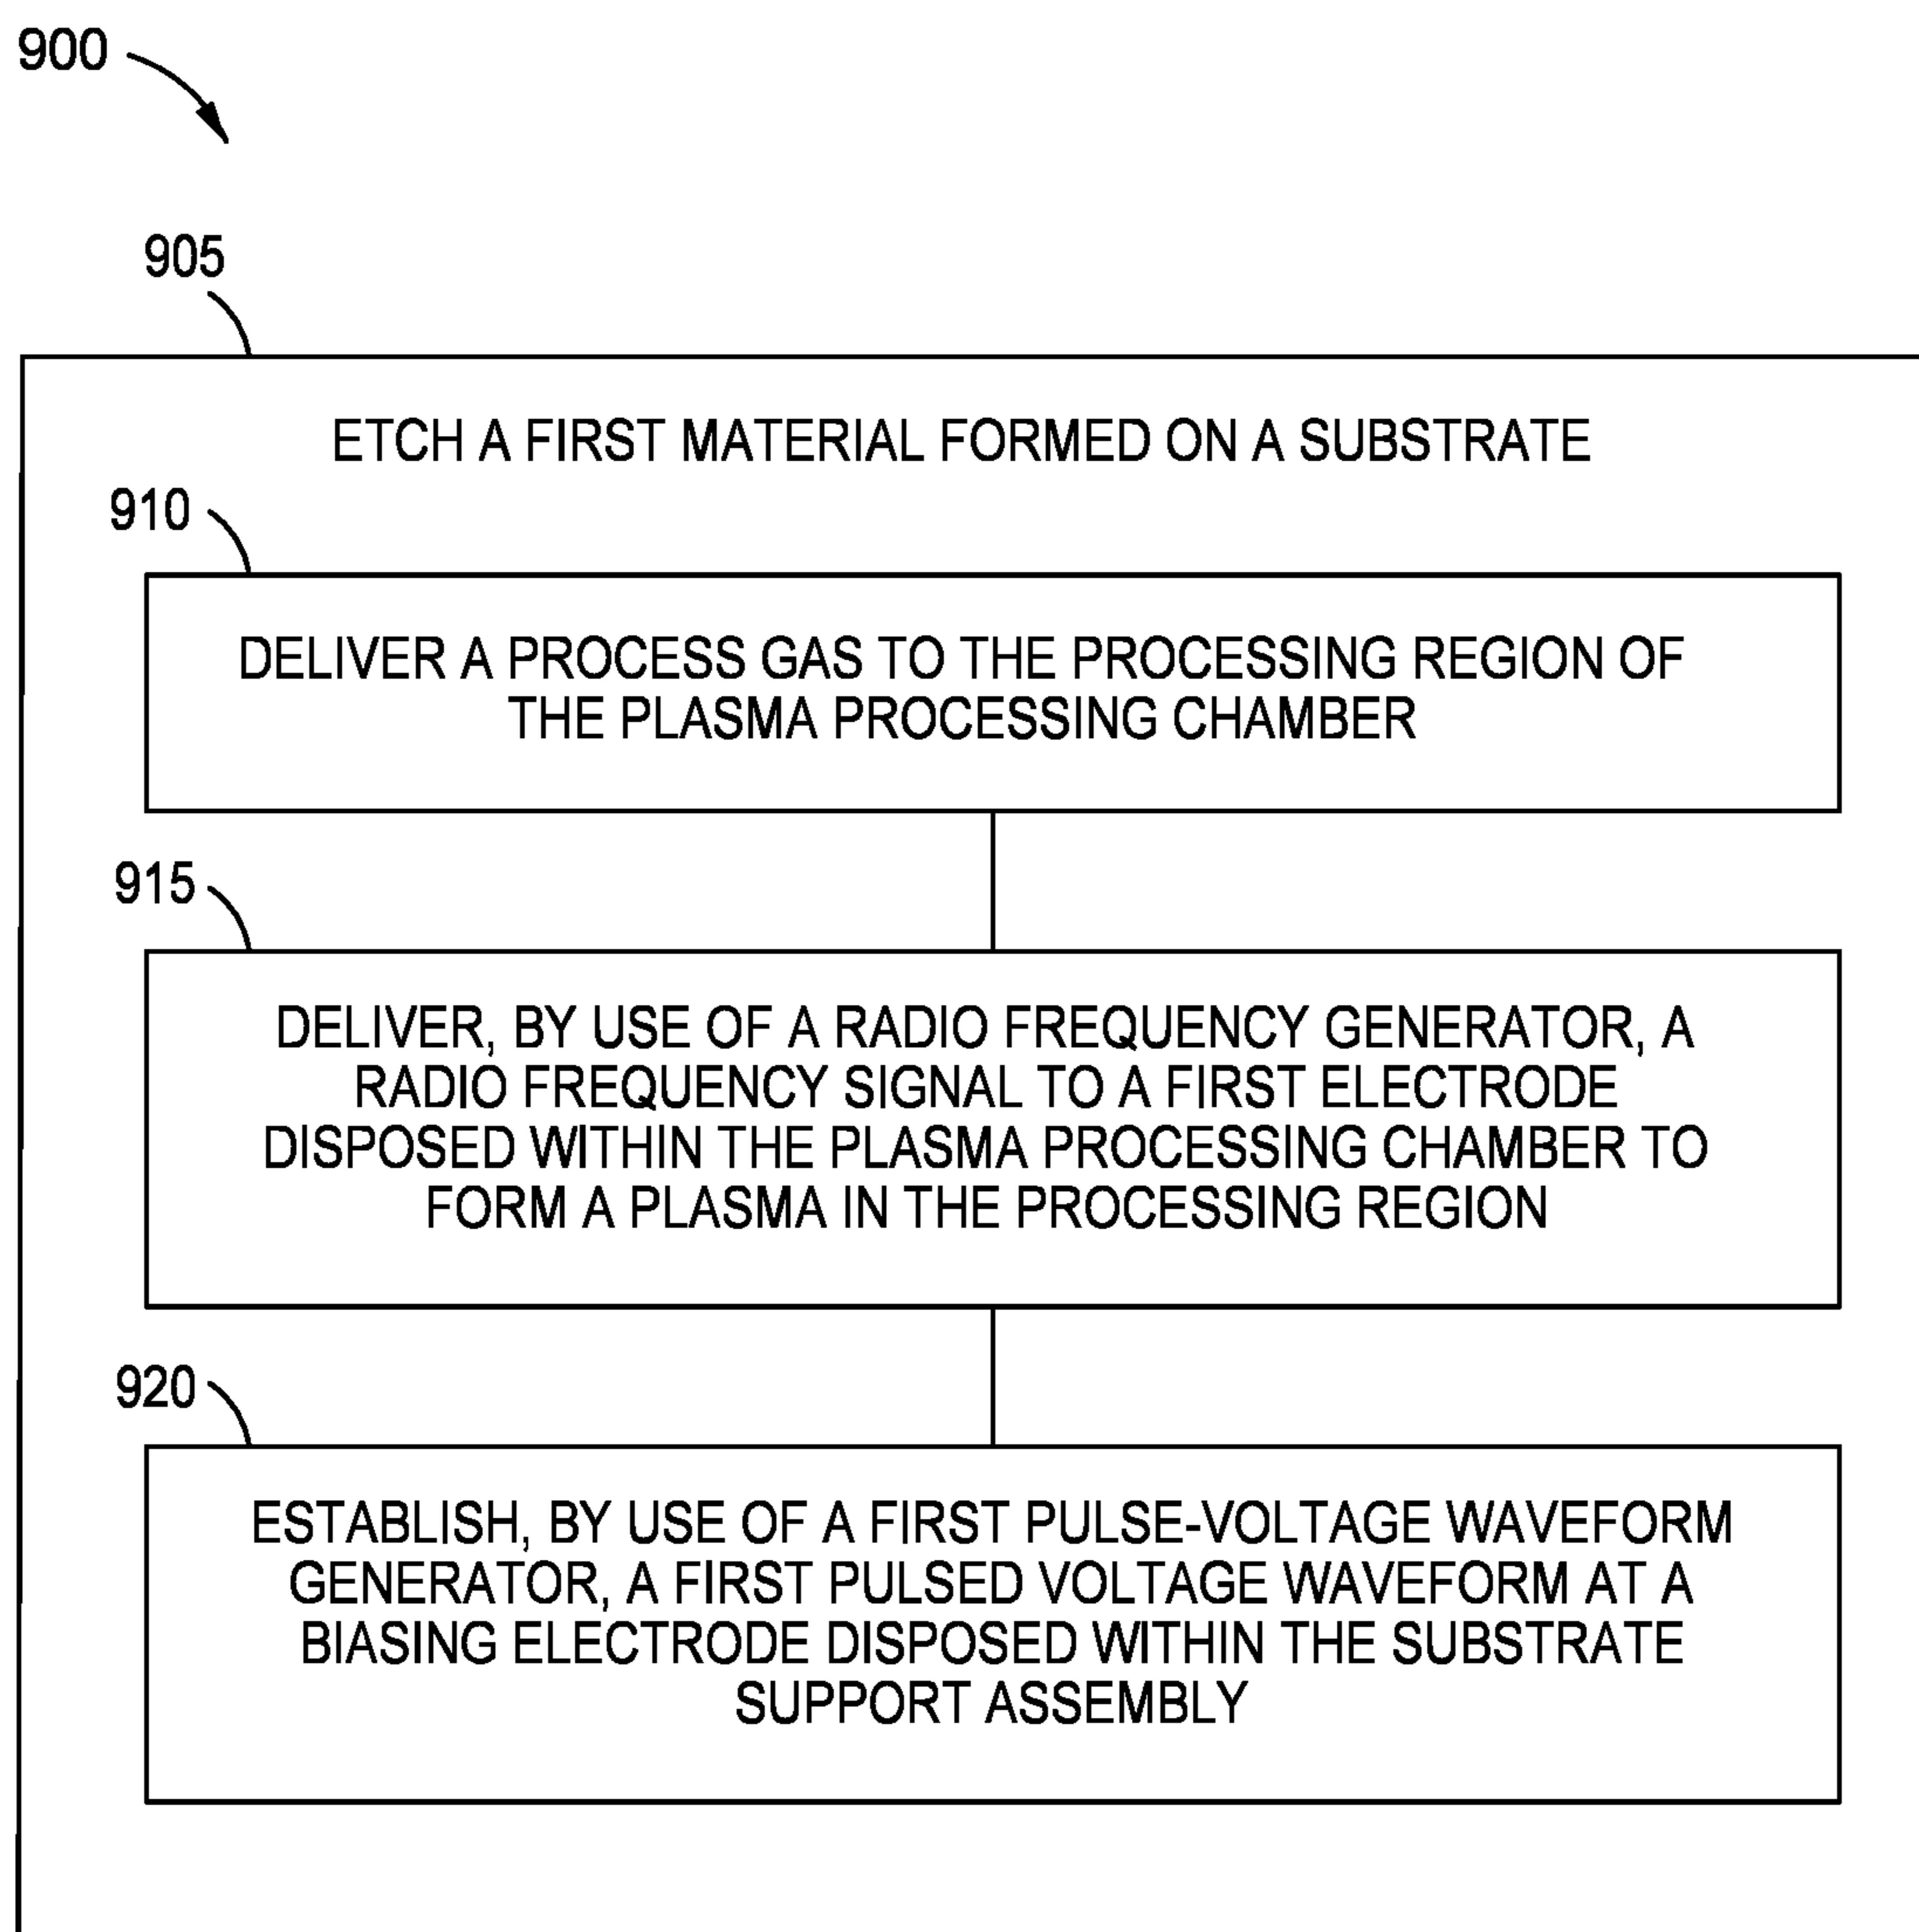 900
905
ETCH A FIRST MATERIAL FORMED ON A SUBSTRATE
910
DELIVER A PROCESS GAS TO THE PROCESSING REGION OF
THE PLASMA PROCESSING CHAMBER
915
DELIVER, BY USE OF A RADIO FREQUENCY GENERATOR, A
RADIO FREQUENCY SIGNAL TO A FIRST ELECTRODE
DISPOSED WITHIN THE PLASMA PROCESSING CHAMBER TO
FORM A PLASMA IN THE PROCESSING REGION
920
ESTABLISH, BY USE OF A FIRST PULSE-VOLTAGE WAVEFORM
GENERATOR, A FIRST PULSED VOLTAGE WAVEFORM AT A
BIASING ELECTRODE DISPOSED WITHIN THE SUBSTRATE
SUPPORT ASSEMBLY